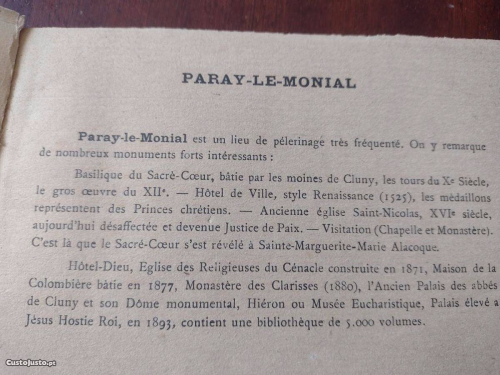 PARAY-LE-MONIAL
Paray-le-Monial est un lieu de pélerinage très fréquenté. On y remarque
de nombreux monuments forts intéressants :
Basilique du Sacré-Cœur, bâtie par les moines de Cluny, les tours du Xe Siècle,
le gros œuvre du XIIe. — Hôtel de Ville, style Renaissance (1525), les médaillons
représentent des Princes chrétiens. — Ancienne église Saint-Nicolas, XVIe siècle,
aujourd'hui désaffectée et devenue Justice de Paix. — Visitation (Chapelle et Monastère).
C'est là que le Sacré-Cœur s'est révélé à Sainte-Marguerite-Marie Alacoque.
Hôtel-Dieu, Eglise des Religieuses du Cénacle construite en 1871, Maison de la
Colombière bâtie en 1877, Monastère des Clarisses (1880), l'Ancien Palais des abbés
de Cluny et son Dôme monumental, Hiéron ou Musée Eucharistique, Palais élevé a
Jésus Hostie Roi, en 1893, contient une bibliothèque de 5.000 volumes.
CustoJusto.pt